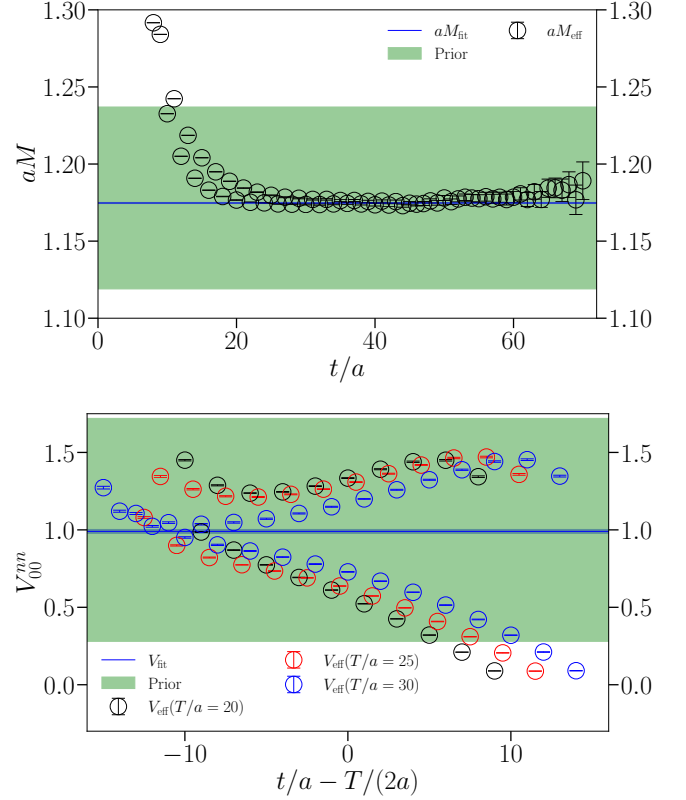 1.30 1.30
aM_fit aM_eff
Prior
1.25 1.25
1.20 1.20
aM
1.15 1.15
1.10 1.10
0 20 40 60
t/a
1.5 1.5
1.0 1.0
V_00^nn
0.5 0.5
V_fit V_eff(T/a = 25)
Prior V_eff(T/a = 30)
0.0 0.0
V_eff(T/a = 20)
−10 0 10
t/a − T/(2a)